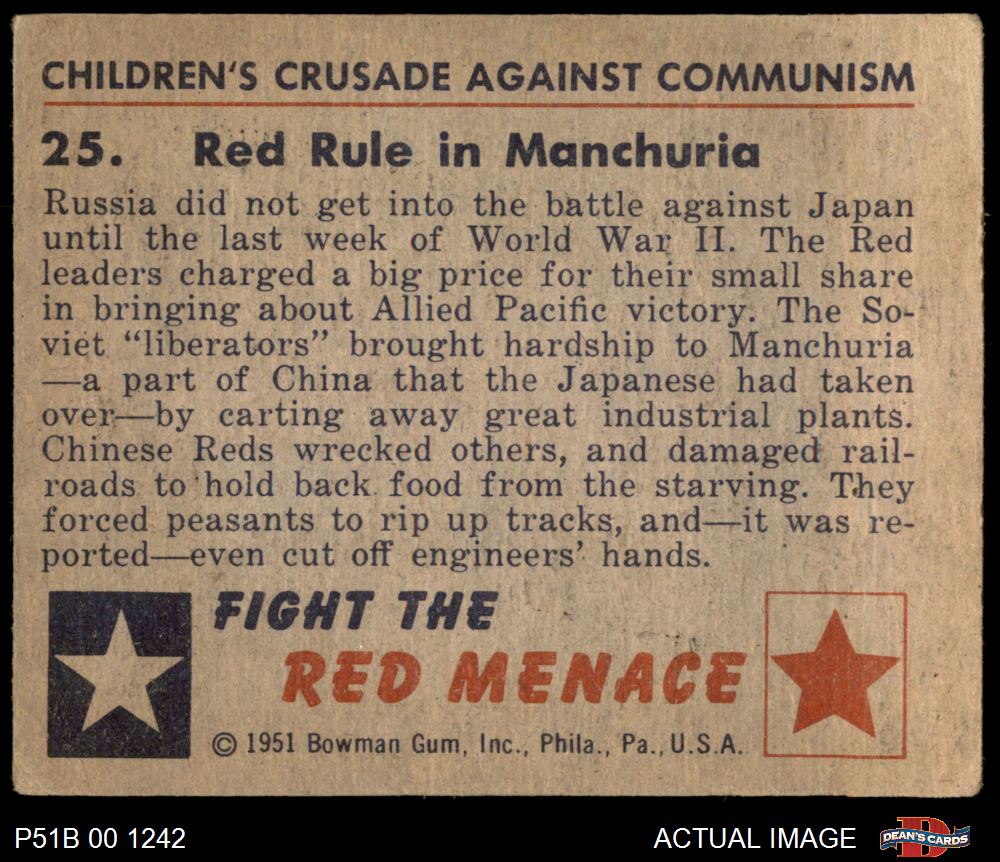 CHILDREN'S CRUSADE AGAINST COMMUNISM
25. Red Rule in Manchuria
Russia did not get into the battle against Japan
until the last week of World War II. The Red
leaders charged a big price for their small share
in bringing about Allied Pacific victory. The So-
viet “liberators” brought hardship to Manchuria
—a part of China that the Japanese had taken
over—by carting away great industrial plants.
Chinese Reds wrecked others, and damaged rail-
roads to hold back food from the starving. They
forced peasants to rip up tracks, and—it was re-
ported—even cut off engineers' hands.
FIGHT THE
RED MENACE
© 1951 Bowman Gum, Inc., Phila., Pa., U.S.A.
P51B 00 1242
ACTUAL IMAGE
D
DEAN'S CARDS